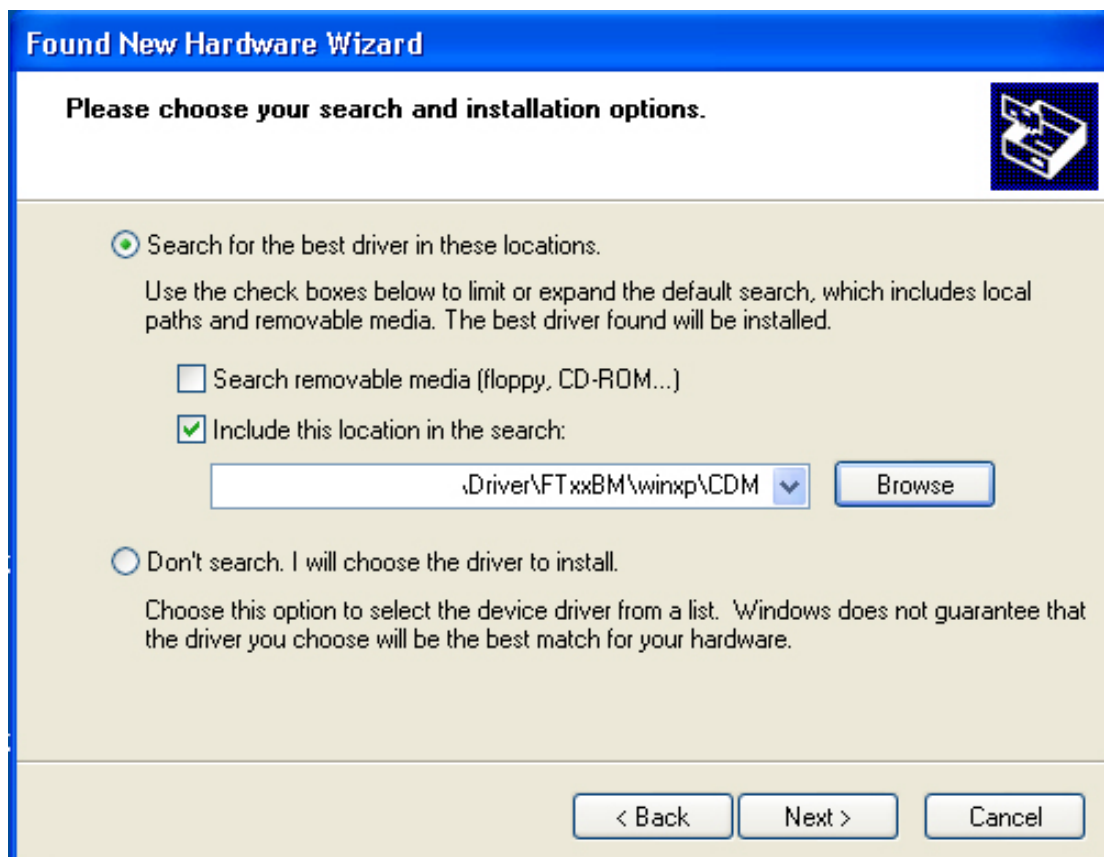 Found New Hardware Wizard
Please choose your search and installation options.
Search for the best driver in these locations.
Use the check boxes below to limit or expand the default search, which includes local
paths and removable media. The best driver found will be installed.
Search removable media (floppy, CD-ROM...)
Include this location in the search:
\Driver\FTxxBM\winxp\CDM
Browse
Don't search. I will choose the driver to install.
Choose this option to select the device driver from a list. Windows does not guarantee that
the driver you choose will be the best match for your hardware.
< Back
Next >
Cancel